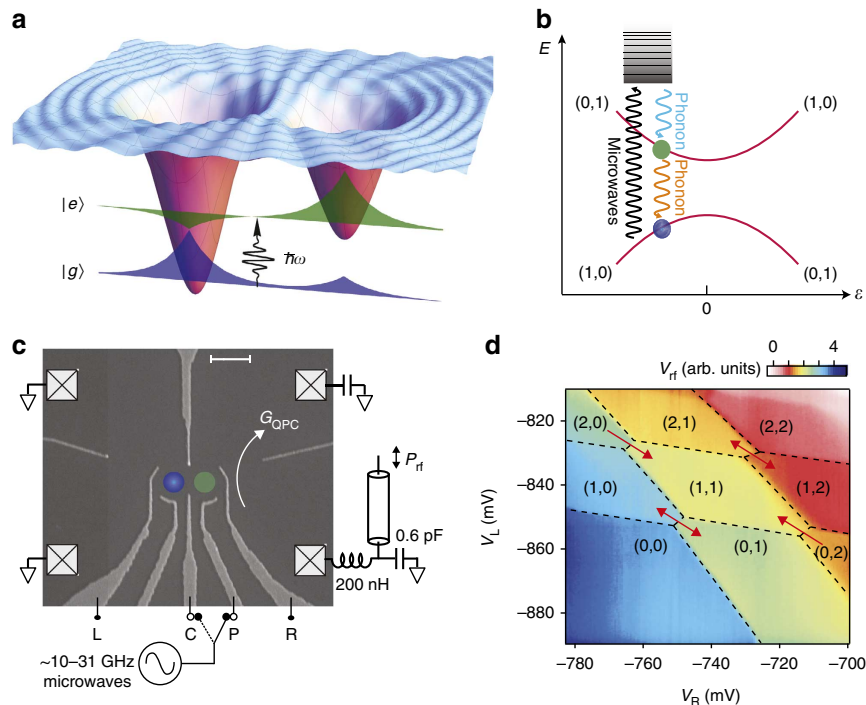 a
|e⟩
|g⟩
ħω
b
E
(0,1)
(1,0)
Microwaves
Phonon
Phonon
(1,0)
(0,1)
0
ε
c
G_QPC
P_rf
0.6 pF
200 nH
L
C
P
R
~10–31 GHz
microwaves
d
V_rf (arb. units)
0
4
–820
–840
–860
–880
V_L (mV)
(2,0)
(2,1)
(2,2)
(1,0)
(1,1)
(1,2)
(0,0)
(0,1)
(0,2)
–780
–760
–740
–720
–700
V_R (mV)